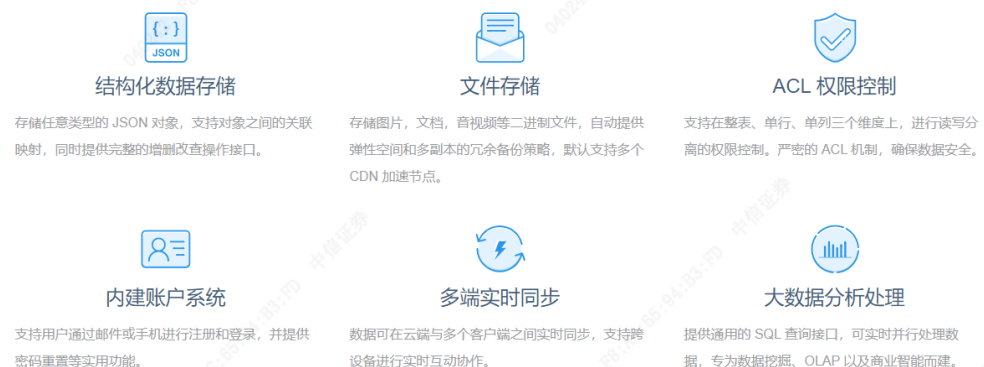 { : }
JSON
结构化数据存储
文件存储
ACL 权限控制
存储任意类型的 JSON 对象，支持对象之间的关联
映射，同时提供完整的增删改查操作接口。
存储图片，文档，音视频等二进制文件，自动提供
弹性空间和多副本的冗余备份策略，默认支持多个
CDN 加速节点。
支持在整表、单行、单列三个维度上，进行读写分
离的权限控制。严密的 ACL 机制，确保数据安全。
内建账户系统
多端实时同步
大数据分析处理
支持用户通过邮件或手机进行注册和登录，并提供
密码重置等实用功能。
数据可在云端与多个客户端之间实时同步，支持跨
设备进行实时互动协作。
提供通用的 SQL 查询接口，可实时并行处理数
据，专为数据挖掘、OLAP 以及商业智能而建。
中信证券
中信证券